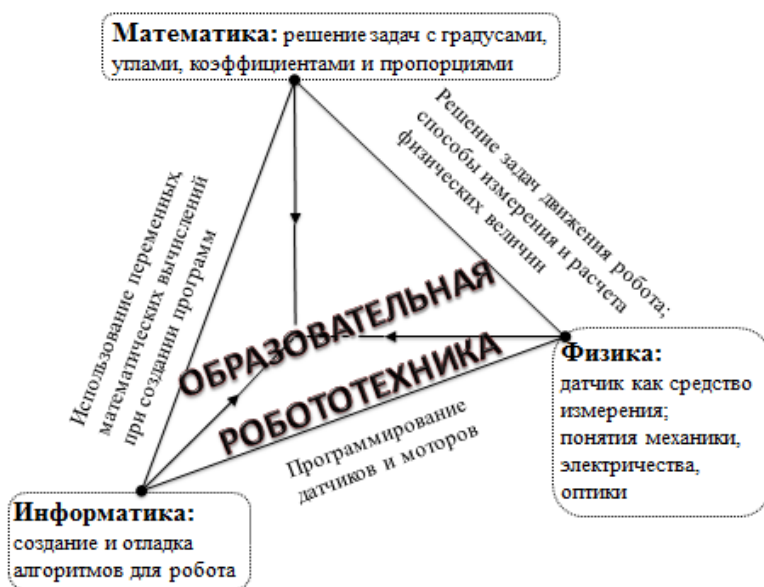 Математика: решение задач с градусами,
углами, коэффициентами и пропорциями
Решение задач движения робота;
способы измерения и расчета
физических величин
Использование переменных,
математических вычислений
при создании программ
ОБРАЗОВАТЕЛЬНАЯ
РОБОТОТЕХНИКА
Физика:
датчик как средство
измерения;
понятия механики,
электричества,
оптики
Программирование
датчиков и моторов
Информатика:
создание и отладка
алгоритмов для робота